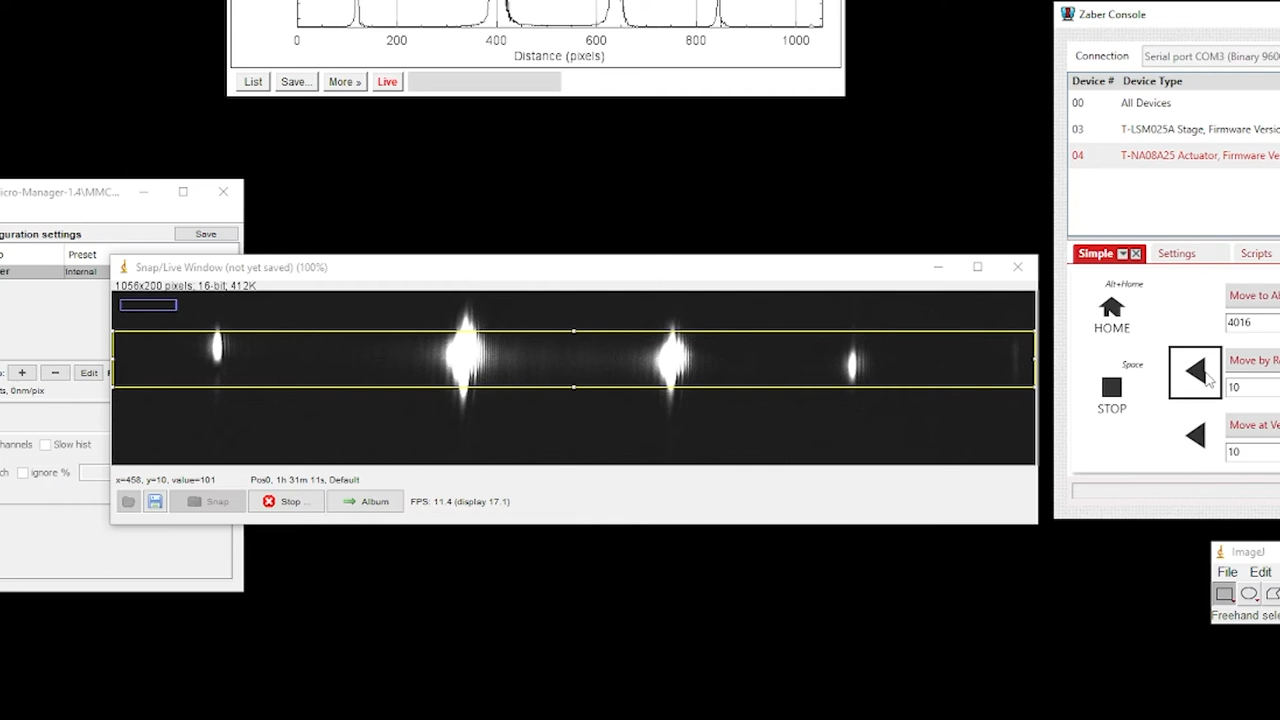 0 200 400 600 800 1000
Distance (pixels)
List Save... More » Live
Zaber Console
Connection Serial port COM3 (Binary 960
Device # Device Type
00 All Devices
03 T-LSM025A Stage, Firmware Versio
04 T-NA08A25 Actuator, Firmware Ve
Simple Settings Scripts
Alt+Home
HOME
Move to Ab
4016
Space
STOP
Move by R
10
Move at Ve
10
icro-Manager-1.4\MMC...
guration settings Save
Preset
er Internal
+ − Edit
ts, 0nm/pix
hannels Slow hist
ignore %
Snap/Live Window (not yet saved) (100%)
1056x200 pixels; 16-bit; 412K
x=458, y=10, value=101 Pos0, 1h 31m 11s, Default
Snap Stop ... Album FPS: 11.4 (display 17.1)
ImageJ
File Edit
Freehand sele